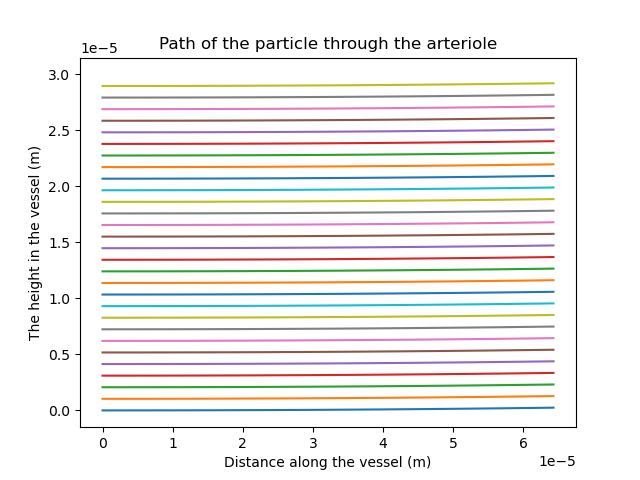 Path of the particle through the arteriole
1e−5
3.0
2.5
2.0
1.5
1.0
0.5
0.0
The height in the vessel (m)
0 1 2 3 4 5 6
1e−5
Distance along the vessel (m)